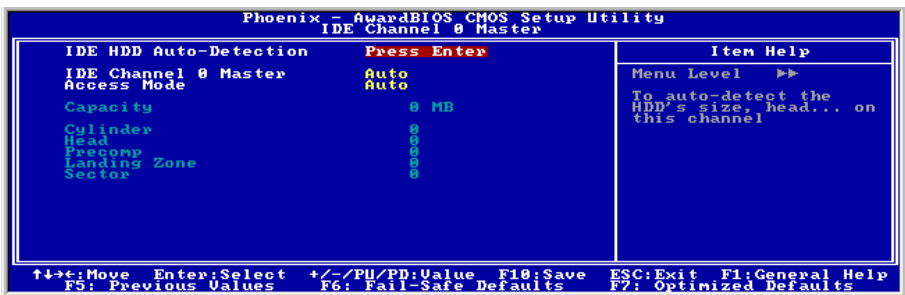 Phoenix - AwardBIOS CMOS Setup Utility
IDE Channel 0 Master
IDE HDD Auto-Detection Press Enter
IDE Channel 0 Master Auto
Access Mode Auto
Capacity 0 MB
Cylinder 0
Head 0
Precomp 0
Landing Zone 0
Sector 0
Item Help
Menu Level ►►
To auto-detect the
HDD's size, head... on
this channel
↑↓→←:Move Enter:Select +/-/PU/PD:Value F10:Save ESC:Exit F1:General Help
F5: Previous Values F6: Fail-Safe Defaults F7: Optimized Defaults